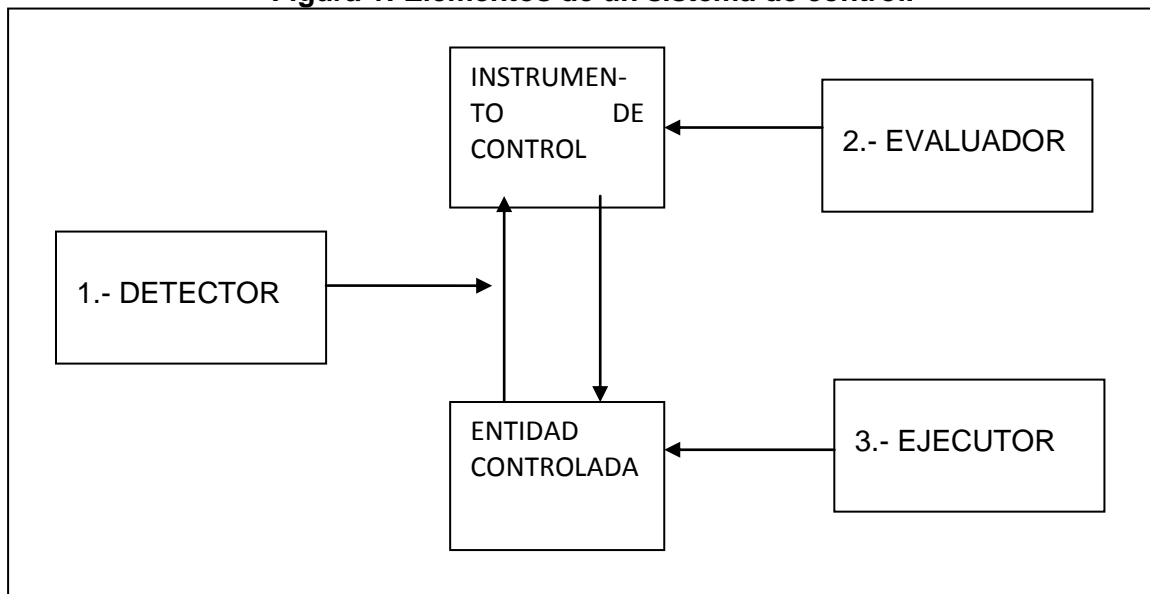 Figura 1. Elementos de un sistema de control.
INSTRUMEN-
TO DE
CONTROL
2.- EVALUADOR
1.- DETECTOR
ENTIDAD
CONTROLADA
3.- EJECUTOR